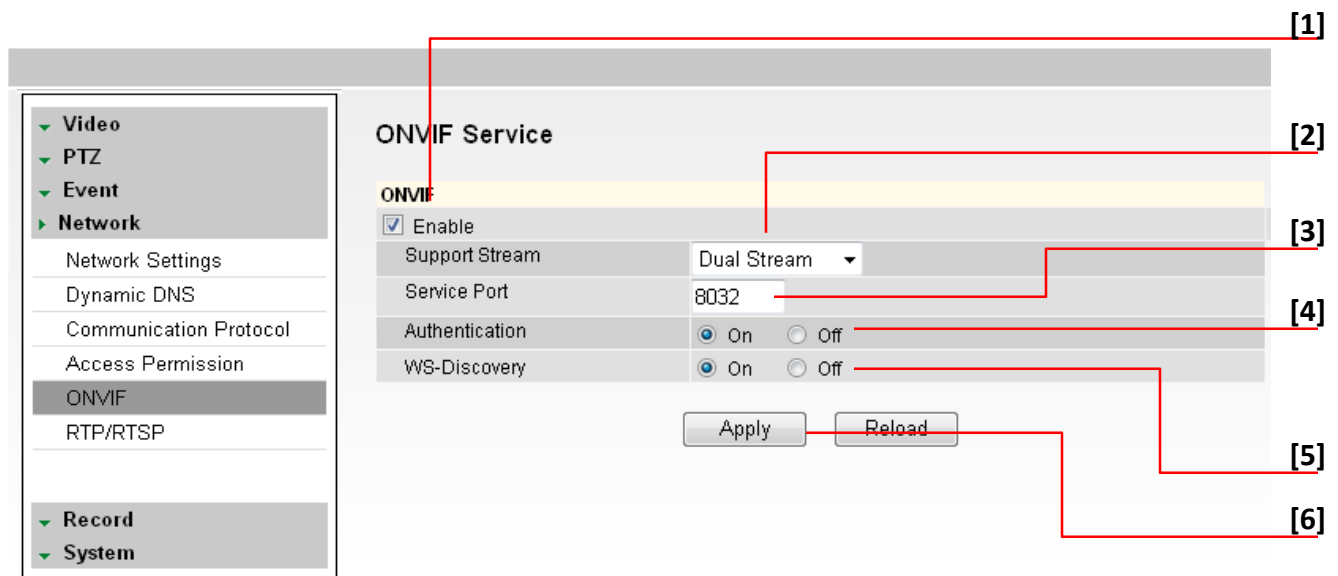 [1]
Video
PTZ
Event
Network
Network Settings
Dynamic DNS
Communication Protocol
Access Permission
ONVIF
RTP/RTSP
Record
System
ONVIF Service
[2]
ONVIF
Enable
Support Stream Dual Stream
[3]
Service Port 8032
[4]
Authentication On Off
WS-Discovery On Off
Apply Reload
[5]
[6]